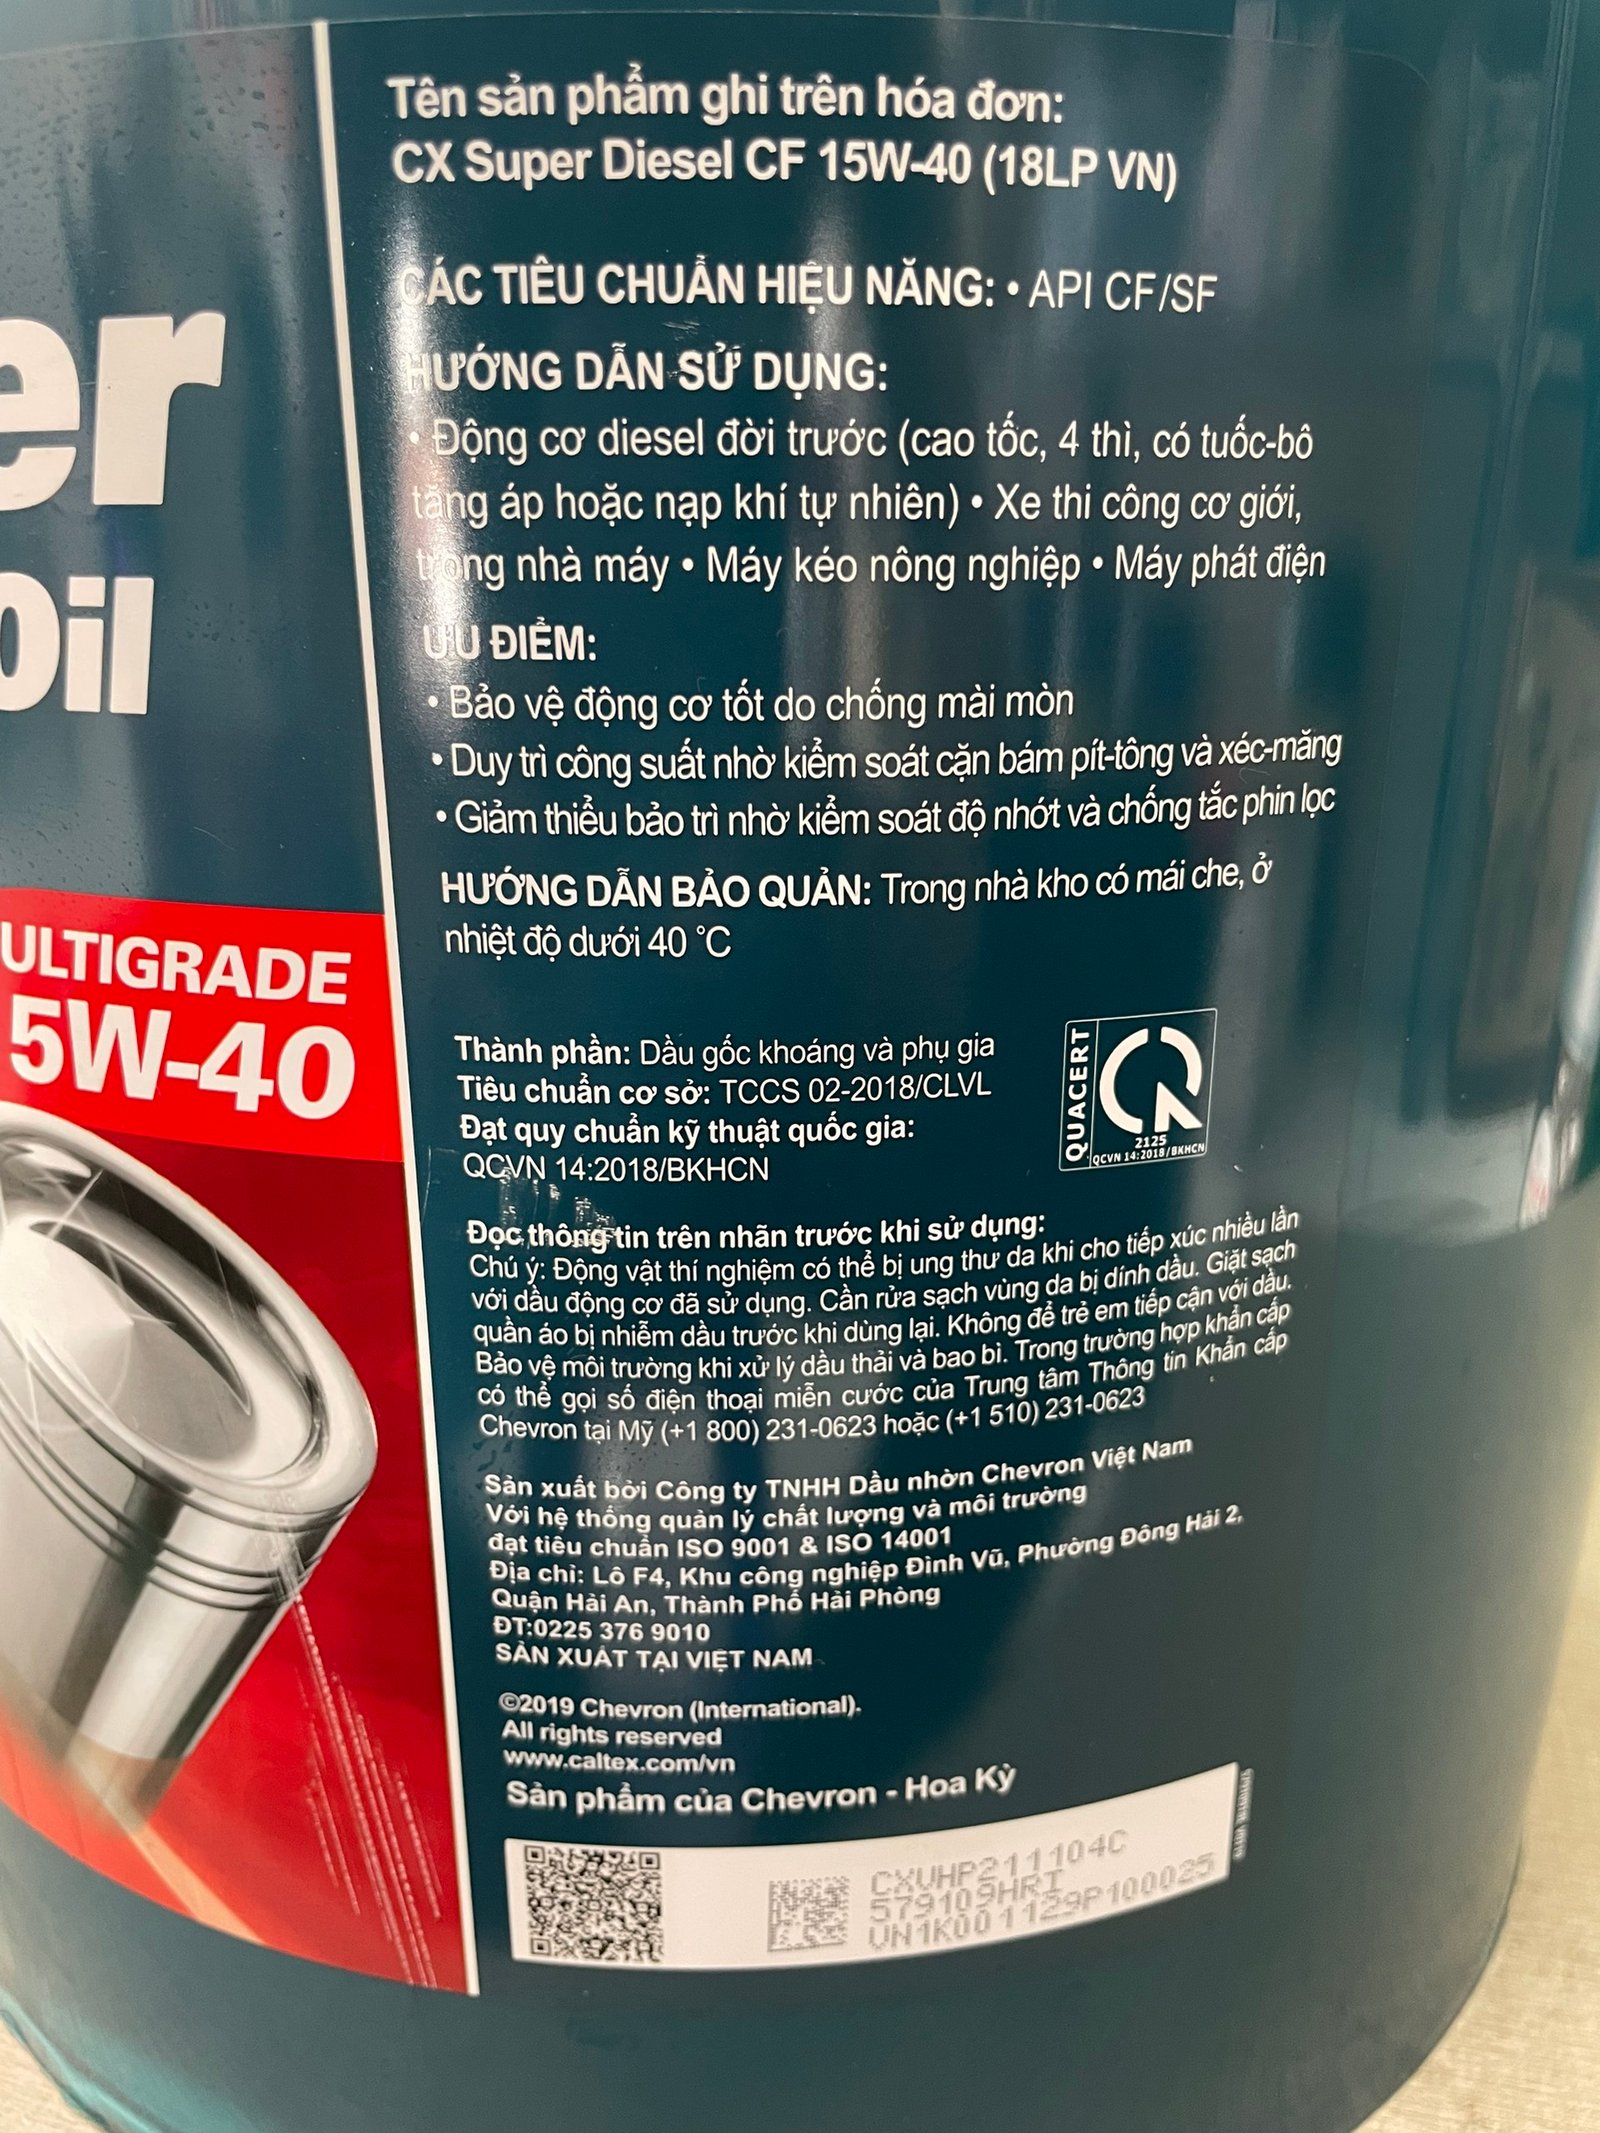 er
Oil
ULTIGRADE
5W-40
Tên sản phẩm ghi trên hóa đơn:
CX Super Diesel CF 15W-40 (18LP VN)
CÁC TIÊU CHUẨN HIỆU NĂNG: • API CF/SF
HƯỚNG DẪN SỬ DỤNG:
• Động cơ diesel đời trước (cao tốc, 4 thì, có tuốc-bô
tăng áp hoặc nạp khí tự nhiên) • Xe thi công cơ giới,
trong nhà máy • Máy kéo nông nghiệp • Máy phát điện
ƯU ĐIỂM:
• Bảo vệ động cơ tốt do chống mài mòn
• Duy trì công suất nhờ kiểm soát cặn bám pít-tông và xéc-măng
• Giảm thiểu bảo trì nhờ kiểm soát độ nhớt và chống tắc phin lọc
HƯỚNG DẪN BẢO QUẢN: Trong nhà kho có mái che, ở
nhiệt độ dưới 40 °C
Thành phần: Dầu gốc khoáng và phụ gia
Tiêu chuẩn cơ sở: TCCS 02-2018/CLVL
Đạt quy chuẩn kỹ thuật quốc gia:
QCVN 14:2018/BKHCN
QUACERT
2125
QCVN 14:2018/BKHCN
Đọc thông tin trên nhãn trước khi sử dụng:
Chú ý: Động vật thí nghiệm có thể bị ung thư da khi cho tiếp xúc nhiều lần
với dầu động cơ đã sử dụng. Cần rửa sạch vùng da bị dính dầu. Giặt sạch
quần áo bị nhiễm dầu trước khi dùng lại. Không để trẻ em tiếp cận với dầu.
Bảo vệ môi trường khi xử lý dầu thải và bao bì. Trong trường hợp khẩn cấp
có thể gọi số điện thoại miễn cước của Trung tâm Thông tin Khẩn cấp
Chevron tại Mỹ (+1 800) 231-0623 hoặc (+1 510) 231-0623
Sản xuất bởi Công ty TNHH Dầu nhờn Chevron Việt Nam
Với hệ thống quản lý chất lượng và môi trường
đạt tiêu chuẩn ISO 9001 & ISO 14001
Địa chỉ: Lô F4, Khu công nghiệp Đình Vũ, Phường Đông Hải 2,
Quận Hải An, Thành Phố Hải Phòng
ĐT:0225 376 9010
SẢN XUẤT TẠI VIỆT NAM
©2019 Chevron (International).
All rights reserved
www.caltex.com/vn
Sản phẩm của Chevron - Hoa Kỳ
CXVHP211104C
579109HRT
VN1K001129P100025